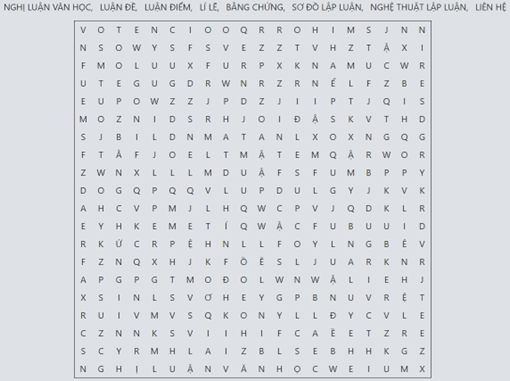 NGHỊ LUẬN VĂN HỌC, LUẬN ĐỀ, LUẬN ĐIỂM, LÍ LẼ, BẰNG CHỨNG, SƠ ĐỒ LẬP LUẬN, NGHỆ THUẬT LẬP LUẬN, LIÊN HỆ
V O T E N C I O O Q R R O H I M S J N N
N S O W Y S F S V E Z Z T V H Z T Ậ X I
F M O L U U X F U R P X K N A M U C W R
U T E G U G D R W N R Z R N Ế L F Z B E
E U P O W Z Z J P D Z J I I P T J Q I S
M O Z N I D S R H J O I Đ Ậ S K V T H D
S J B I L D N M A T A N L X O X N G Q G
F T Ằ F J O E L T M Ậ T E M Q Ậ R W O R
Z W N X L L L M D U Ậ F S F U M B P P Y
D O G Q P Q Q V L U P D U L G Y J K V K
A H C V P M J L H Q W C P V J Q D K L R
E Y H K E M E T Í Q W Ậ C F U B U U I D
R K Ứ C R P Ệ H N L L F O Y L N G B Ẻ V
F Z N Q X H J K F Ò Ề S L J U A R K N R
A P G P G T M O Đ O L W N W Ậ L I E H J
X S I N L S V Ơ H E Y G P B N U V R Ệ T
R U I V M V S Q K O N Y L L Đ Y C V L E
C Z N N K S V I I H I F C A Ề E T Z R E
S C Y R M H L A I Z B L S E B H H K G Z
N G H Ị L U Ậ N V Ă N H Ọ C W E I U M X